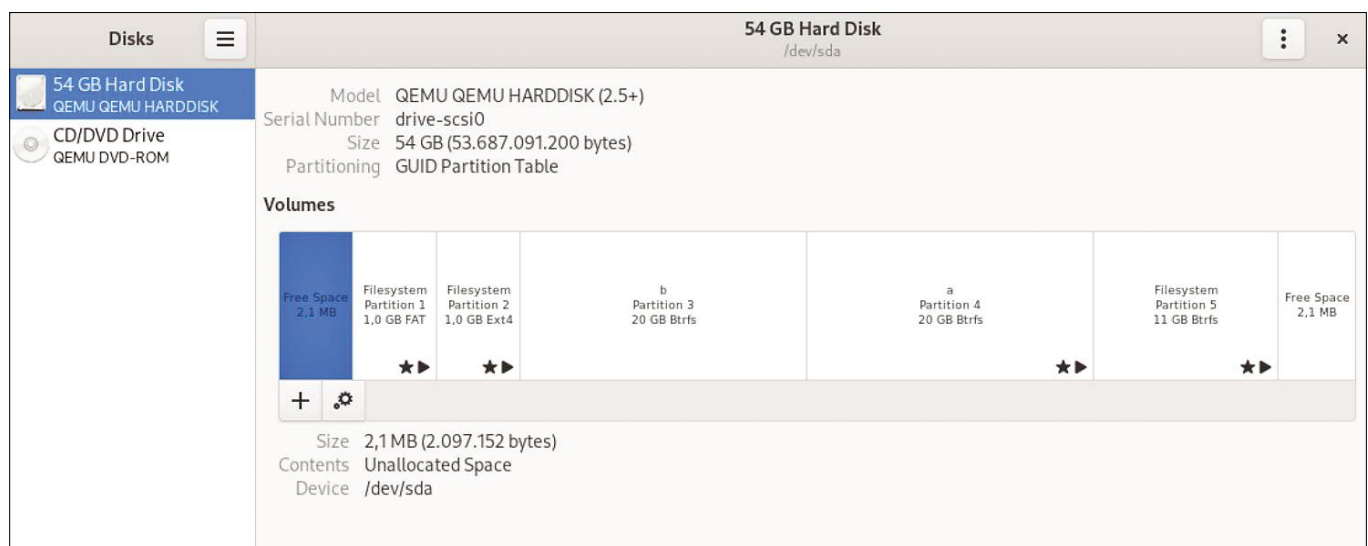 Disks
54 GB Hard Disk
/dev/sda
54 GB Hard Disk
QEMU QEMU HARDDISK
CD/DVD Drive
QEMU DVD-ROM
Model QEMU QEMU HARDDISK (2.5+)
Serial Number drive-scsi0
Size 54 GB (53.687.091.200 bytes)
Partitioning GUID Partition Table
Volumes
Free Space
2,1 MB
Filesystem
Partition 1
1,0 GB FAT
Filesystem
Partition 2
1,0 GB Ext4
b
Partition 3
20 GB Btrfs
a
Partition 4
20 GB Btrfs
Filesystem
Partition 5
11 GB Btrfs
Free Space
2,1 MB
Size 2,1 MB (2.097.152 bytes)
Contents Unallocated Space
Device /dev/sda